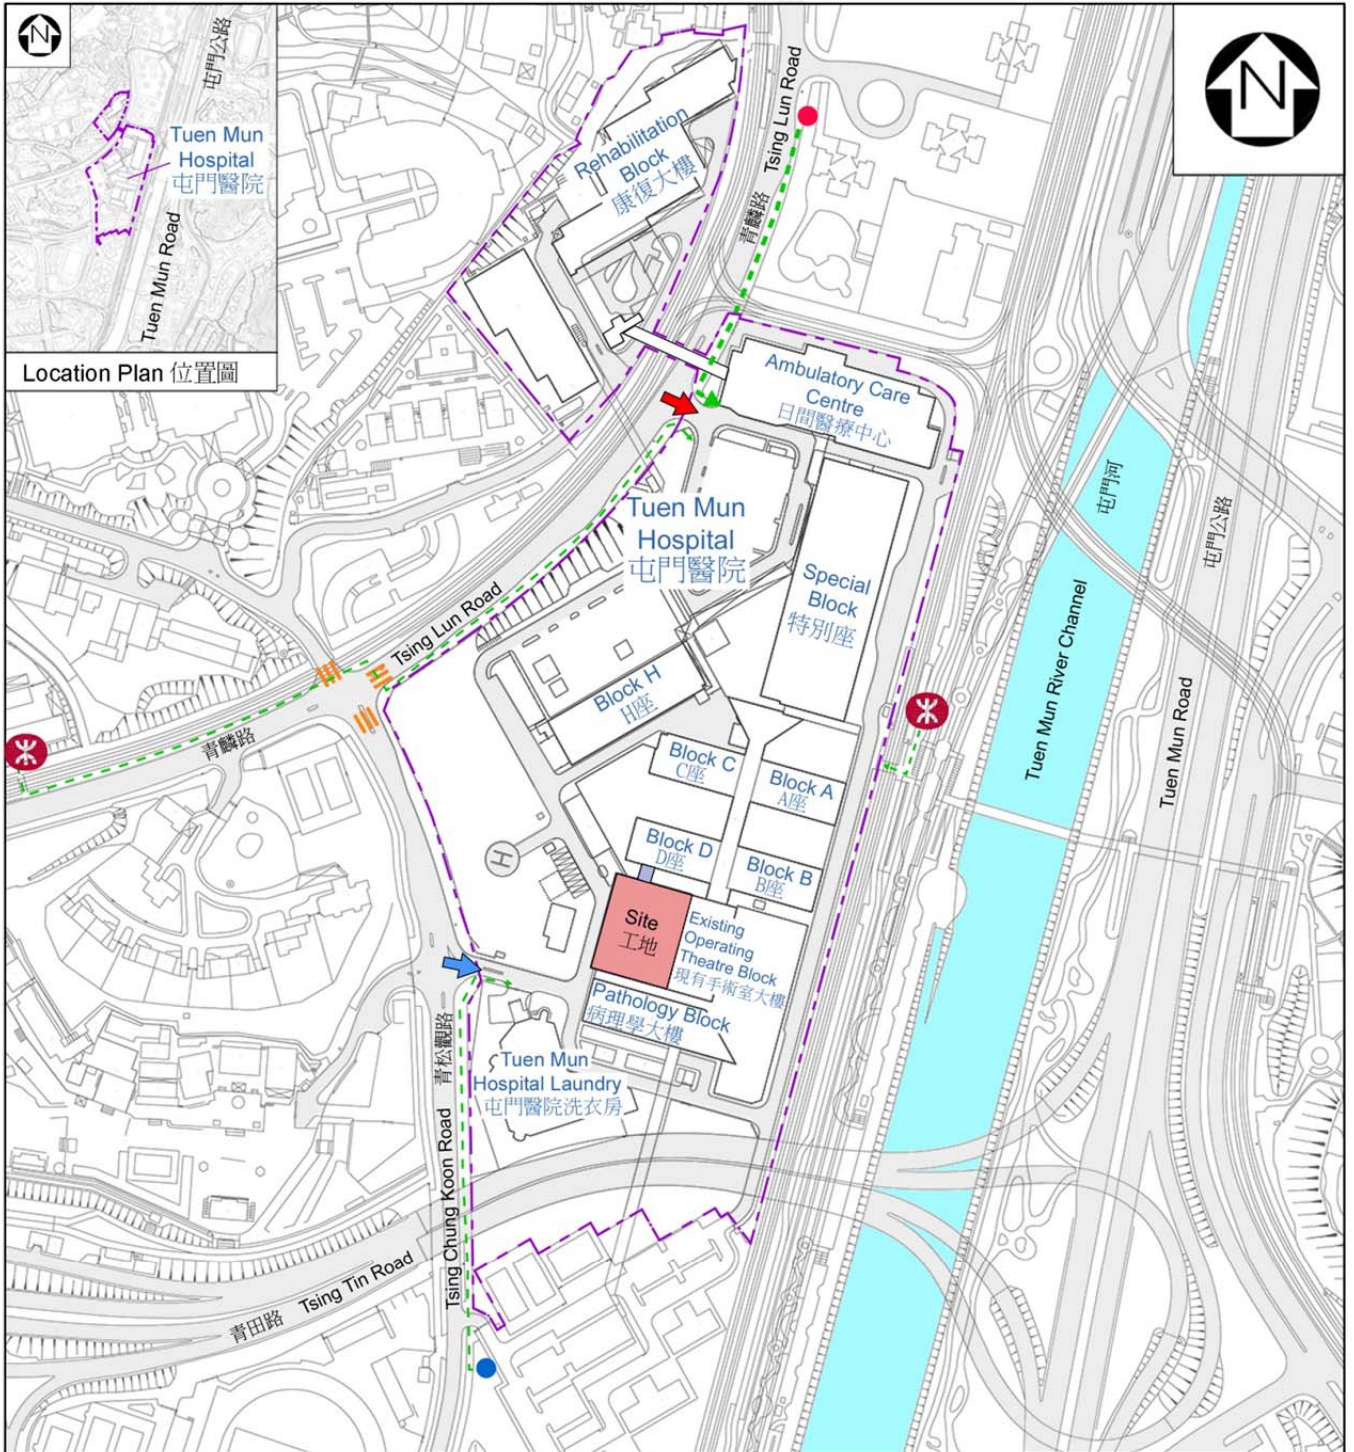 N
屯門公路
Tuen Mun
Hospital
屯門醫院
Tuen Mun Road
Location Plan 位置圖
N
Tsing Lun Road
青麟路
Rehabilitation
Block
康復大樓
Ambulatory Care
Centre
日間醫療中心
Tuen Mun
Hospital
屯門醫院
屯門河
屯門公路
Special
Block
特別座
Tsing Lun Road
Block H
H座
Tuen Mun River Channel
Tuen Mun Road
青麟路
Block C
C座
Block A
A座
Block D
D座
Block B
B座
H
Site
工地
Existing
Operating
Theatre Block
現有手術室大樓
Pathology Block
病理學大樓
青松觀路
Tuen Mun
Hospital Laundry
屯門醫院洗衣房
Tsing Chung Koon Road
青田路 Tsing Tin Road